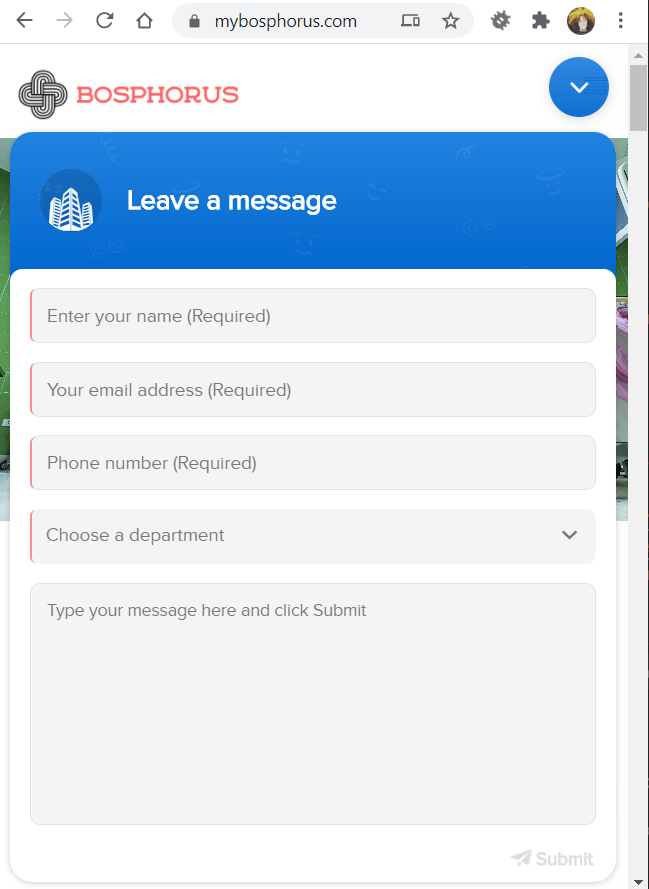 mybosphorus.com
BOSPHORUS
Leave a message
Enter your name (Required)
Your email address (Required)
Phone number (Required)
Choose a department
Type your message here and click Submit
Submit